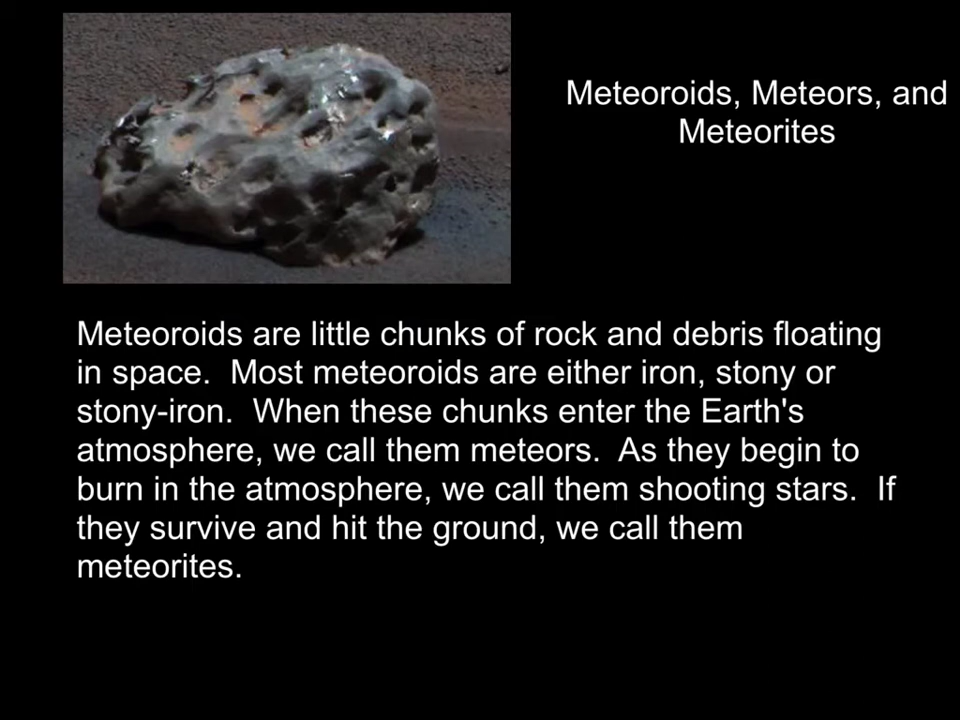 Meteoroids, Meteors, and
Meteorites
Meteoroids are little chunks of rock and debris floating
in space.  Most meteoroids are either iron, stony or
stony-iron.  When these chunks enter the Earth's
atmosphere, we call them meteors.  As they begin to
burn in the atmosphere, we call them shooting stars.  If
they survive and hit the ground, we call them
meteorites.